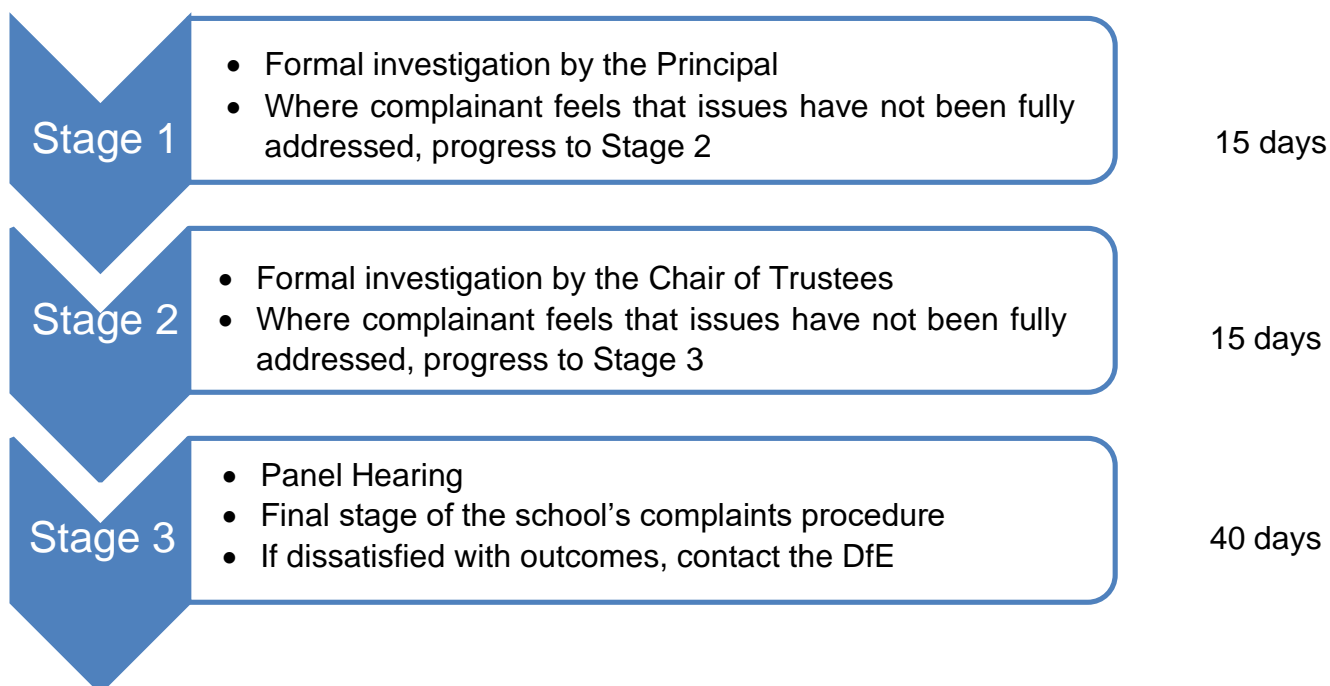 Stage 1
• Formal investigation by the Principal
• Where complainant feels that issues have not been fully
addressed, progress to Stage 2
15 days
Stage 2
• Formal investigation by the Chair of Trustees
• Where complainant feels that issues have not been fully
addressed, progress to Stage 3
15 days
Stage 3
• Panel Hearing
• Final stage of the school’s complaints procedure
• If dissatisfied with outcomes, contact the DfE
40 days